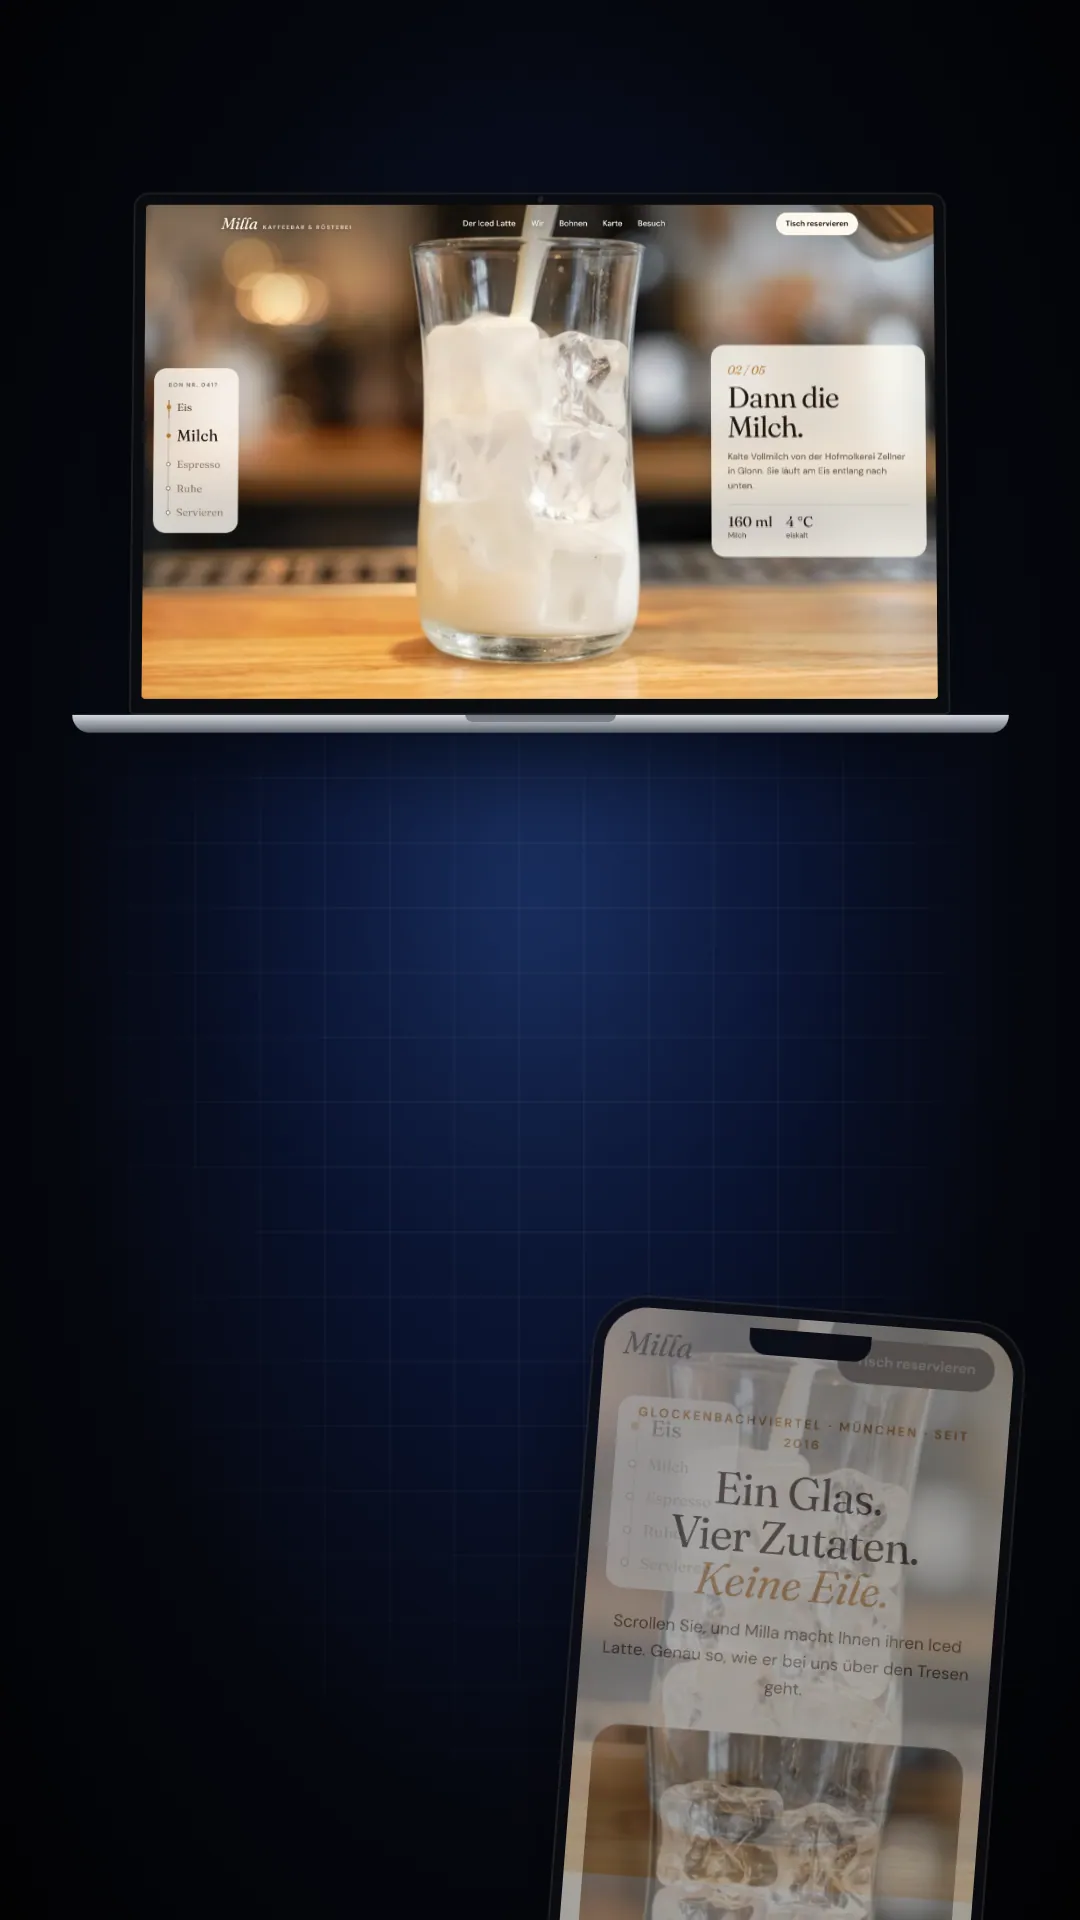 Milla KAFFEEBAR & RÖSTEREI
Der Iced Latte Wir Bohnen Karte Besuch
Tisch reservieren
BON NR. 0417
Eis
Milch
Espresso
Ruhe
Servieren
02 / 05
Dann die
Milch.
Kalte Vollmilch von der Hofmolkerei Zellner
in Glonn. Sie läuft am Eis entlang nach
unten.
160 ml 4 °C
Milch eiskalt
Milla
Tisch reservieren
GLOCKENBACHVIERTEL · MÜNCHEN · SEIT
2016
Eis
Milch
Espresso
Ruhe
Servieren
Ein Glas.
Vier Zutaten.
Keine Eile.
Scrollen Sie, und Milla macht Ihnen ihren Iced
Latte. Genau so, wie er bei uns über den Tresen
geht.